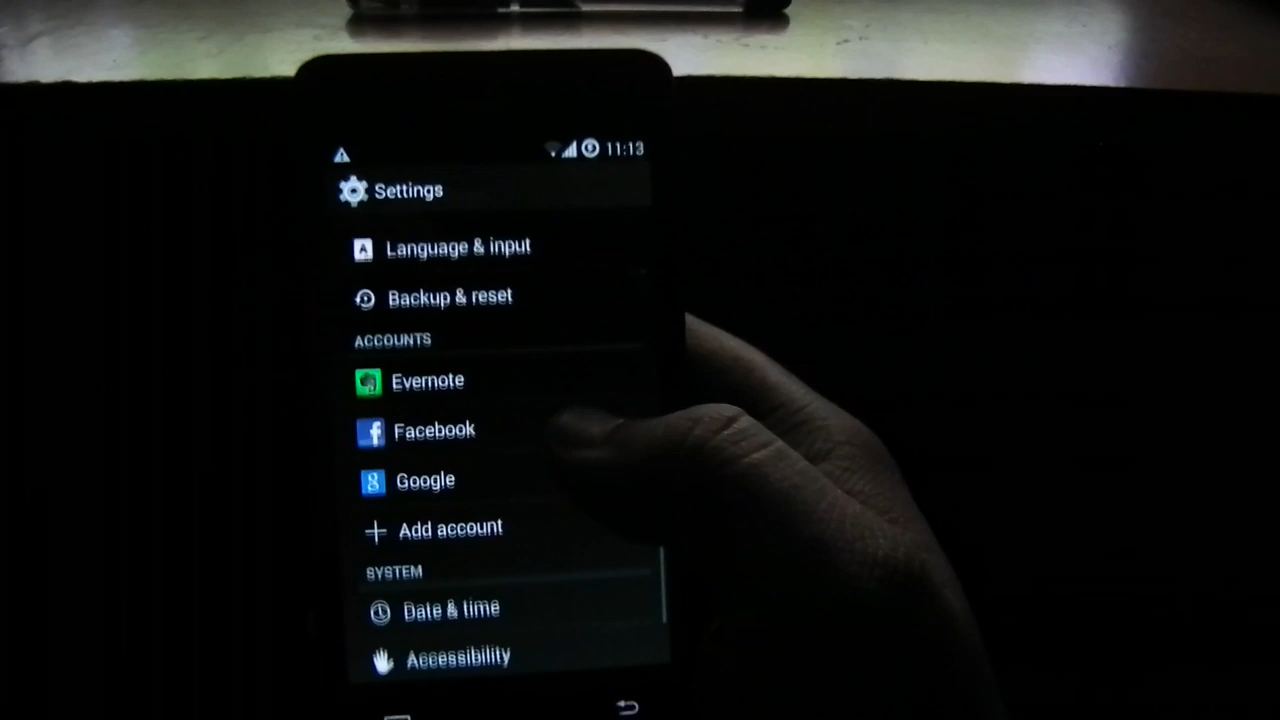 11:13
Settings
Language & input
Backup & reset
ACCOUNTS
Evernote
Facebook
Google
Add account
SYSTEM
Date & time
Accessibility